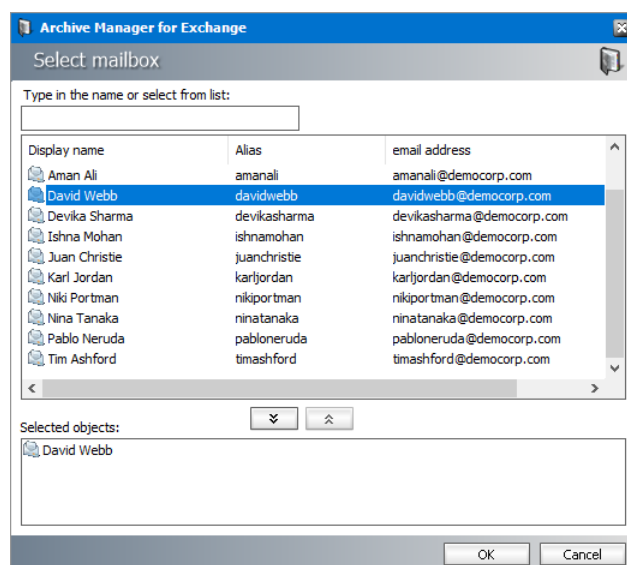 Archive Manager for Exchange
Select mailbox
Type in the name or select from list:
Display name Alias email address
Aman Ali amanali amanali@democorp.com
David Webb davidwebb davidwebb@democorp.com
Devika Sharma devikasharma devikasharma@democorp.com
Ishna Mohan ishnamohan ishnamohan@democorp.com
Juan Christie juanchristie juanchristie@democorp.com
Karl Jordan karljordan karljordan@democorp.com
Niki Portman nikiportman nikiportman@democorp.com
Nina Tanaka ninatanaka ninatanaka@democorp.com
Pablo Neruda pabloneruda pabloneruda@democorp.com
Tim Ashford timashford timashford@democorp.com
Selected objects:
David Webb
OK Cancel